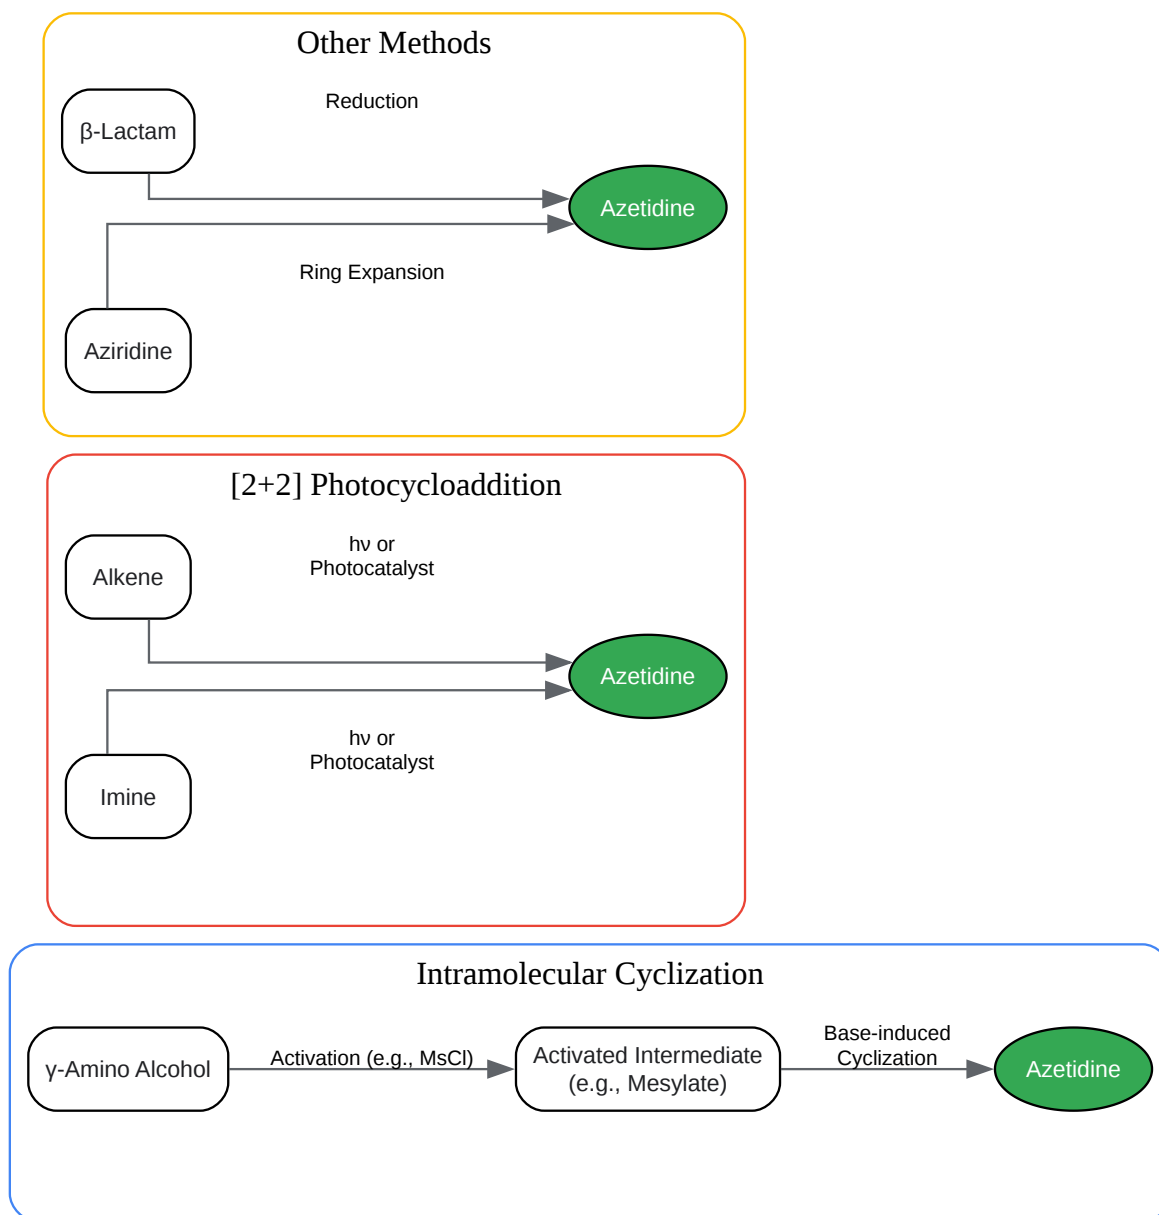 Other Methods
Reduction
β-Lactam
Azetidine
Ring Expansion
Aziridine
[2+2] Photocycloaddition
hν or
Photocatalyst
Alkene
Azetidine
hν or
Photocatalyst
Imine
Intramolecular Cyclization
γ-Amino Alcohol
Activation (e.g., MsCl)
Activated Intermediate
(e.g., Mesylate)
Base-induced
Cyclization
Azetidine